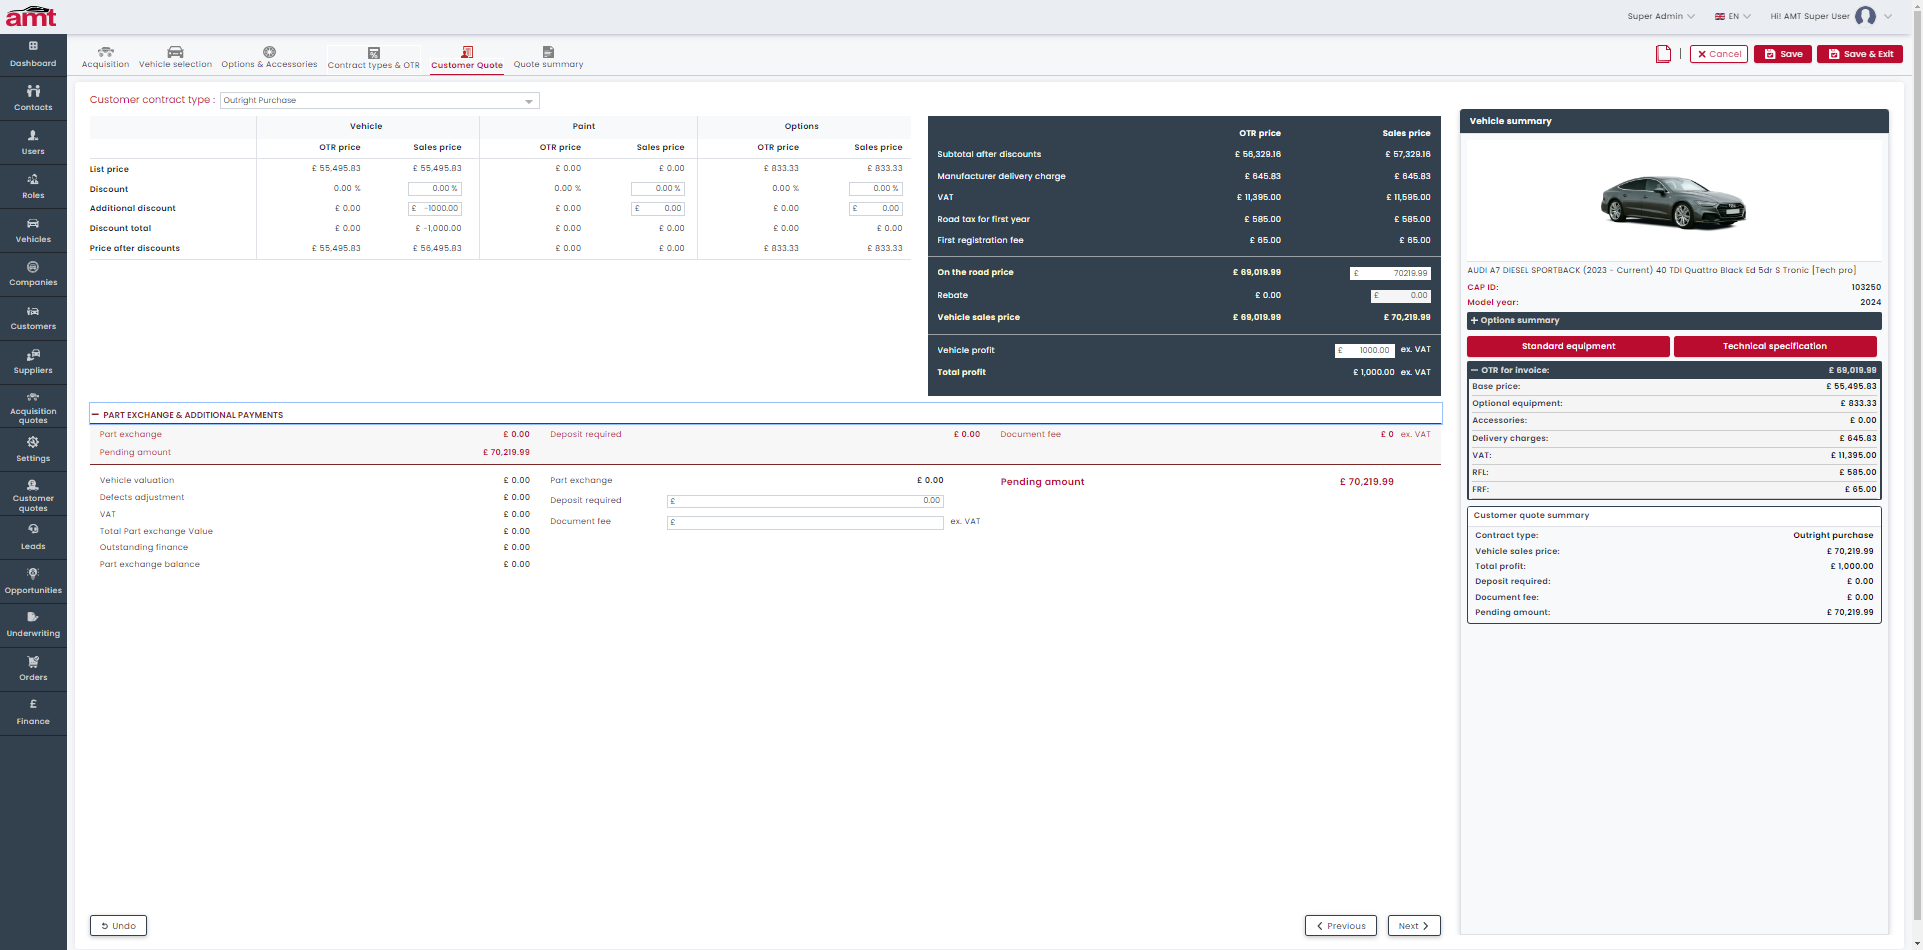 amt
Super Admin
EN
Hi! AMT Super User
Dashboard
Contacts
Users
Roles
Vehicles
Companies
Customers
Suppliers
Acquisition quotes
Settings
Customer quotes
Leads
Opportunities
Underwriting
Orders
Finance
Acquisition Vehicle selection Options & Accessories Contract types & OTR Customer Quote Quote summary
Cancel Save Save & Exit
Customer contract type : Outright Purchase
Vehicle Paint Options
OTR price Sales price OTR price Sales price OTR price Sales price
List price £ 55,495.83 £ 55,495.83 £ 0.00 £ 0.00 £ 833.33 £ 833.33
Discount 0.00 % 0.00 % 0.00 % 0.00 % 0.00 % 0.00 %
Additional discount £ 0.00 £ -1000.00 £ 0.00 £ 0.00 £ 0.00 £ 0.00
Discount total £ 0.00 £ -1,000.00 £ 0.00 £ 0.00 £ 0.00 £ 0.00
Price after discounts £ 55,495.83 £ 56,495.83 £ 0.00 £ 0.00 £ 833.33 £ 833.33
OTR price Sales price
Subtotal after discounts £ 56,329.16 £ 57,329.16
Manufacturer delivery charge £ 645.83 £ 645.83
VAT £ 11,395.00 £ 11,595.00
Road tax for first year £ 585.00 £ 585.00
First registration fee £ 65.00 £ 65.00
On the road price £ 69,019.99 £ 70219.99
Rebate £ 0.00 £ 0.00
Vehicle sales price £ 69,019.99 £ 70,219.99
Vehicle profit £ 1000.00 ex. VAT
Total profit £ 1,000.00 ex. VAT
PART EXCHANGE & ADDITIONAL PAYMENTS
Part exchange £ 0.00 Deposit required £ 0.00 Document fee £ 0 ex. VAT
Pending amount £ 70,219.99
Vehicle valuation £ 0.00
Defects adjustment £ 0.00
VAT £ 0.00
Total Part exchange Value £ 0.00
Outstanding finance £ 0.00
Part exchange balance £ 0.00
Part exchange £ 0.00
Deposit required £ 0.00
Document fee £ ex. VAT
Pending amount £ 70,219.99
Undo
Previous Next
Vehicle summary
AUDI A7 DIESEL SPORTBACK (2023 - Current) 40 TDI Quattro Black Ed 5dr S Tronic [Tech pro]
CAP ID: 103250
Model year: 2024
Options summary
Standard equipment Technical specification
OTR for invoice: £ 69,019.99
Base price: £ 55,495.83
Optional equipment: £ 833.33
Accessories: £ 0.00
Delivery charges: £ 645.83
VAT: £ 11,395.00
RFL: £ 585.00
FRF: £ 65.00
Customer quote summary
Contract type: Outright purchase
Vehicle sales price: £ 70,219.99
Total profit: £ 1,000.00
Deposit required: £ 0.00
Document fee: £ 0.00
Pending amount: £ 70,219.99